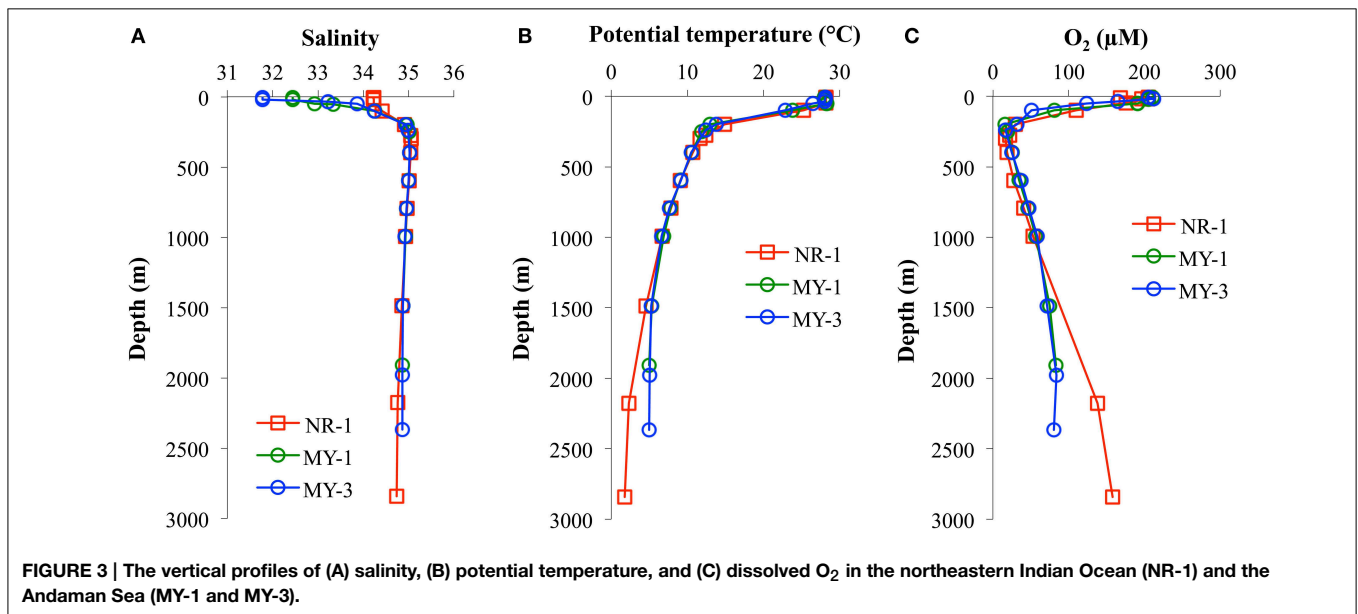 A
Salinity
31 32 33 34 35 36
0
500
1000
1500
2000
2500
3000
Depth (m)
NR-1
MY-1
MY-3
B
Potential temperature (°C)
0 10 20 30
0
500
1000
1500
2000
2500
3000
Depth (m)
NR-1
MY-1
MY-3
C
O₂ (µM)
0 100 200 300
0
500
1000
1500
2000
2500
3000
Depth (m)
NR-1
MY-1
MY-3
FIGURE 3 | The vertical profiles of (A) salinity, (B) potential temperature, and (C) dissolved O₂ in the northeastern Indian Ocean (NR-1) and the
Andaman Sea (MY-1 and MY-3).